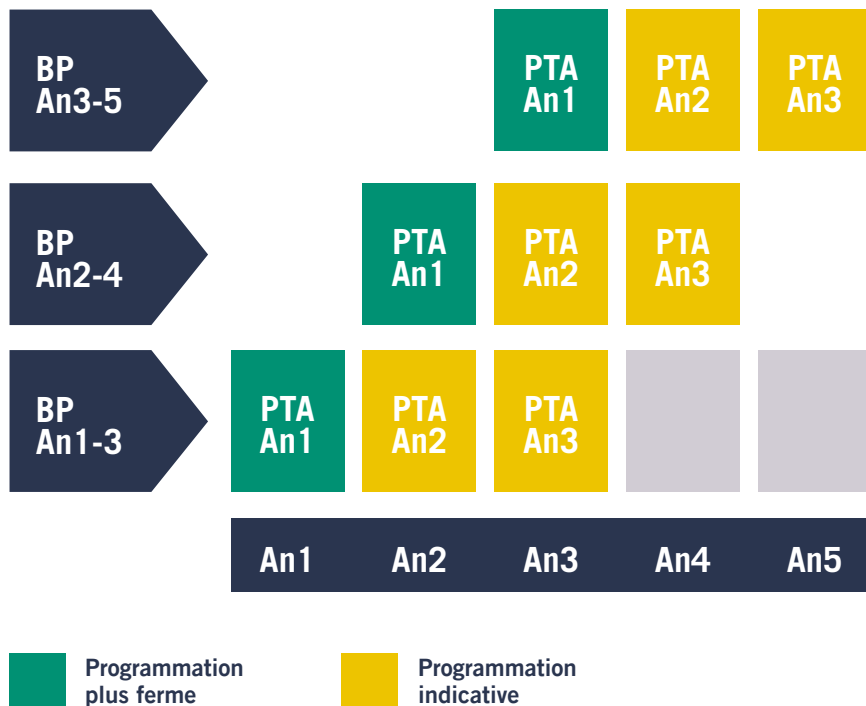 BP
An3-5
PTA
An1
PTA
An2
PTA
An3
BP
An2-4
PTA
An1
PTA
An2
PTA
An3
BP
An1-3
PTA
An1
PTA
An2
PTA
An3
An1 An2 An3 An4 An5
Programmation
plus ferme
Programmation
indicative